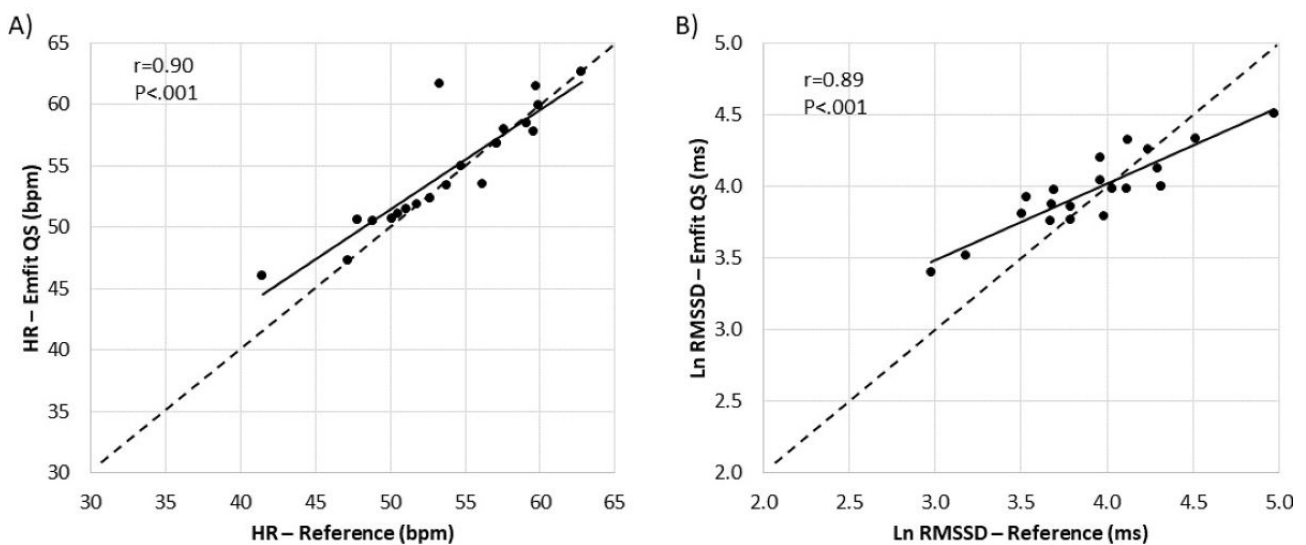 A)
r=0.90
P<.001
65
60
55
50
45
40
35
30
HR – Emfit QS (bpm)
30 35 40 45 50 55 60 65
HR – Reference (bpm)
B)
r=0.89
P<.001
5.0
4.5
4.0
3.5
3.0
2.5
2.0
Ln RMSSD – Emfit QS (ms)
2.0 2.5 3.0 3.5 4.0 4.5 5.0
Ln RMSSD – Reference (ms)